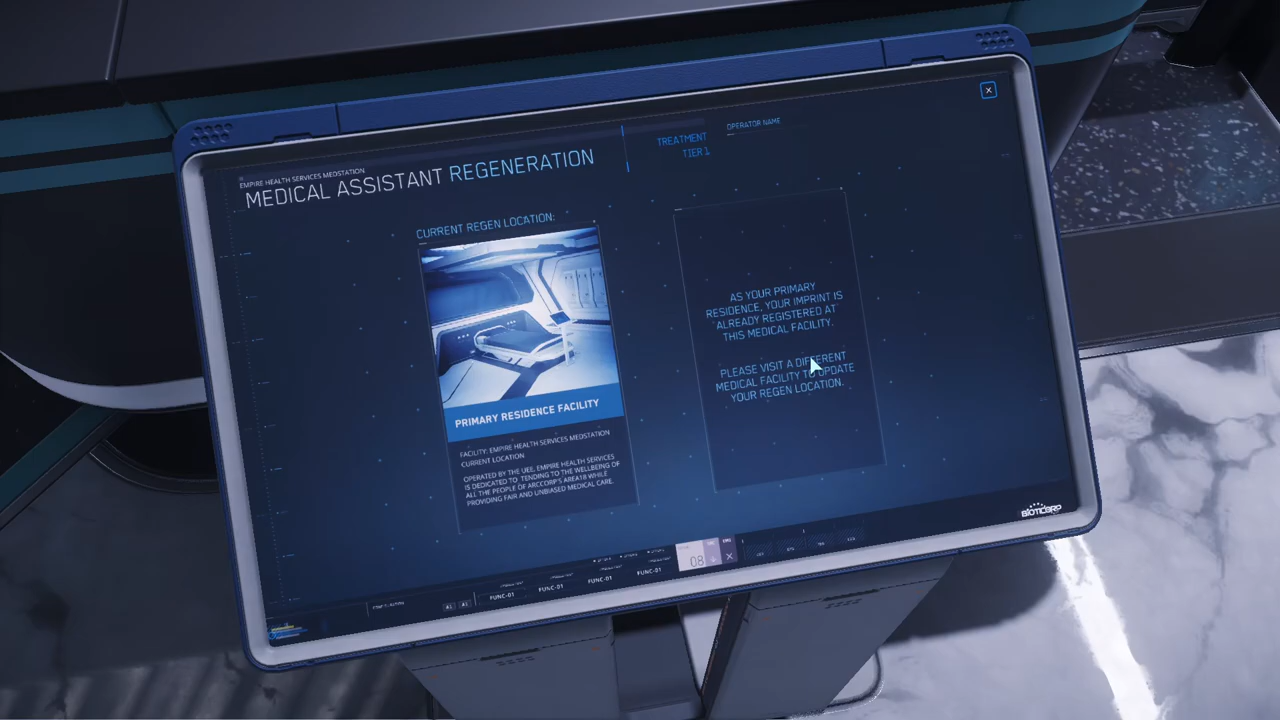 EMPIRE HEALTH SERVICES MEDSTATION
MEDICAL ASSISTANT REGENERATION
TREATMENT
TIER 1
OPERATOR NAME
CURRENT REGEN LOCATION:
PRIMARY RESIDENCE FACILITY
FACILITY: EMPIRE HEALTH SERVICES MEDSTATION
CURRENT LOCATION
OPERATED BY THE UEE, EMPIRE HEALTH SERVICES
IS DEDICATED TO TENDING TO THE WELLBEING OF
ALL THE PEOPLE OF ARCCORP'S AREA18 WHILE
PROVIDING FAIR AND UNBIASED MEDICAL CARE.
AS YOUR PRIMARY
RESIDENCE, YOUR IMPRINT IS
ALREADY REGISTERED AT
THIS MEDICAL FACILITY.
PLEASE VISIT A DIFFERENT
MEDICAL FACILITY TO UPDATE
YOUR REGEN LOCATION.
BIOTICORP
FUNC-01 FUNC-01 FUNC-01 FUNC-01 08